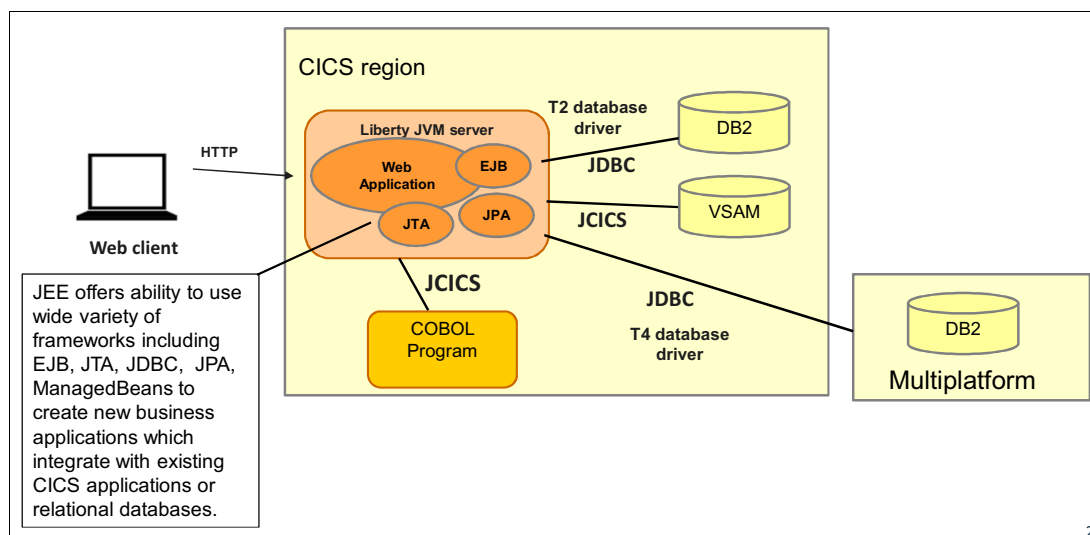 CICS region
T2 database
driver
DB2
Liberty JVM server
HTTP
Web
Application
EJB
JDBC
JTA
JPA
JCICS
VSAM
Web client
JCICS
JDBC
T4 database
driver
COBOL
Program
DB2
Multiplatform
JEE offers ability to use
wide variety of
frameworks including
EJB, JTA, JDBC, JPA,
ManagedBeans to
create new business
applications which
integrate with existing
CICS applications or
relational databases.